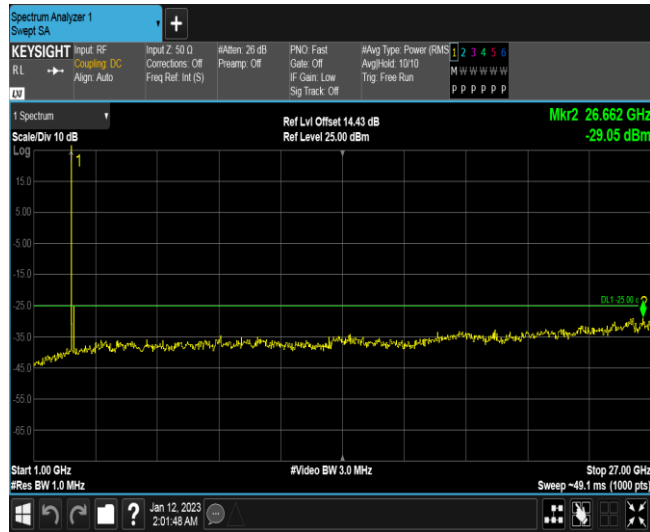 Spectrum Analyzer 1
Swept SA
+
KEYSIGHT
RL
LXI
Input: RF
Coupling: DC
Align: Auto
Input Z: 50 Ω
Corrections: Off
Freq Ref: Int (S)
#Atten: 26 dB
Preamp: Off
PNO: Fast
Gate: Off
IF Gain: Low
Sig Track: Off
#Avg Type: Power (RMS
Avg|Hold: 10/10
Trig: Free Run
1 2 3 4 5 6
M W W W W W
P P P P P P
1 Spectrum
Scale/Div 10 dB
Log
Ref Lvl Offset 14.43 dB
Ref Level 25.00 dBm
Mkr2 26.662 GHz
-29.05 dBm
1
15.0
5.00
-5.00
-15.0
-25.0
-35.0
-45.0
-55.0
-65.0
DL1 -25.00
2
Start 1.00 GHz
#Res BW 1.0 MHz
#Video BW 3.0 MHz
Stop 27.00 GHz
Sweep ~49.1 ms (1000 pts)
?
Jan 12, 2023
2:01:48 AM